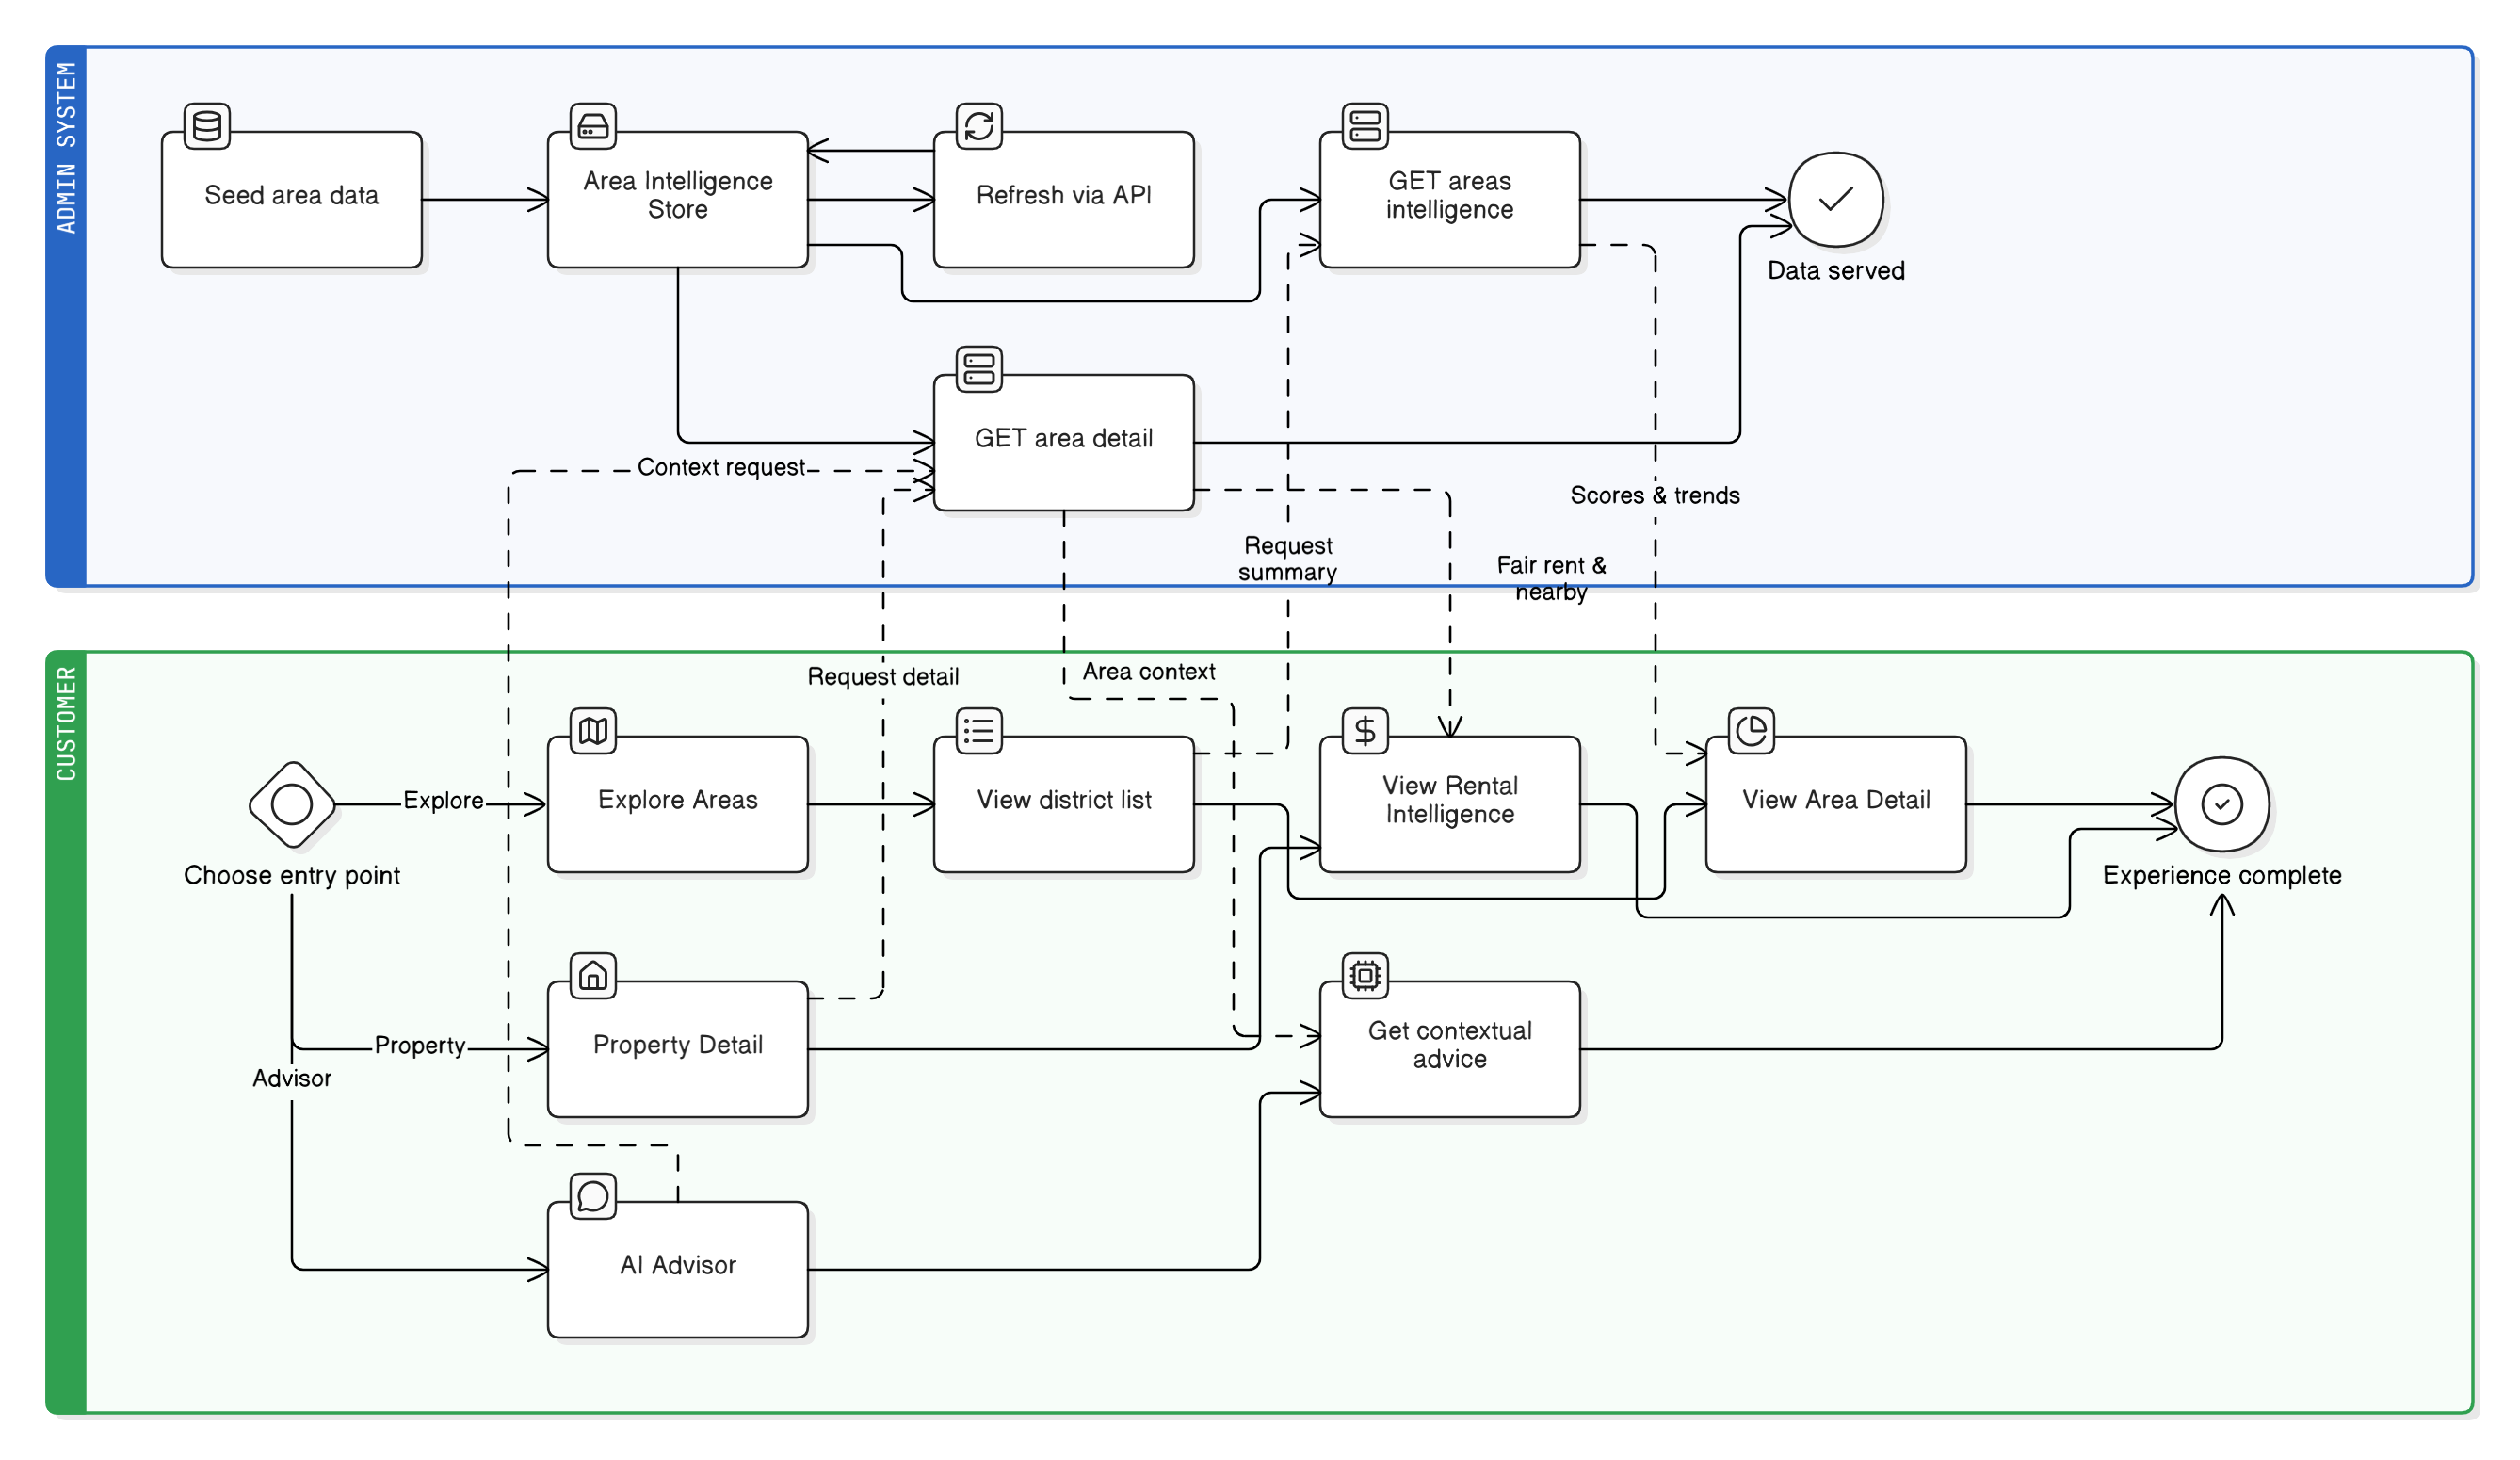 ADMIN SYSTEM
Seed area data
Area Intelligence
Store
Refresh via API
GET areas
intelligence
Data served
GET area detail
Context request
Scores & trends
Request
summary
Fair rent &
nearby
CUSTOMER
Request detail
Area context
Choose entry point
Explore
Explore Areas
View district list
View Rental
Intelligence
View Area Detail
Experience complete
Property
Property Detail
Get contextual
advice
Advisor
AI Advisor